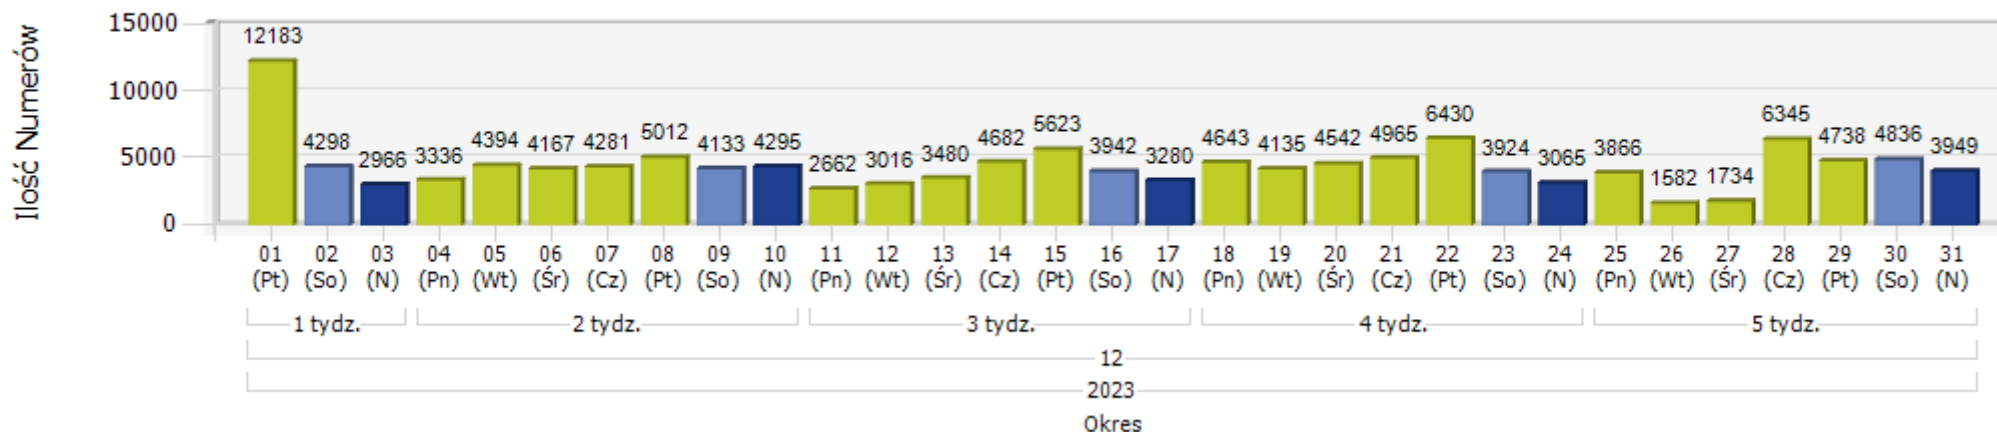 Ilość Numerów
15000
10000
5000
0
12183 4298 2966 3336 4394 4167 4281 5012 4133 4295 2662 3016 3480 4682 5623 3942 3280 4643 4135 4542 4965 6430 3924 3065 3866 1582 1734 6345 4738 4836 3949
01 02 03 04 05 06 07 08 09 10 11 12 13 14 15 16 17 18 19 20 21 22 23 24 25 26 27 28 29 30 31
(Pt) (So) (N) (Pn) (Wt) (Śr) (Cz) (Pt) (So) (N) (Pn) (Wt) (Śr) (Cz) (Pt) (So) (N) (Pn) (Wt) (Śr) (Cz) (Pt) (So) (N) (Pn) (Wt) (Śr) (Cz) (Pt) (So) (N)
1 tydz. 2 tydz. 3 tydz. 4 tydz. 5 tydz.
12
2023
Okres